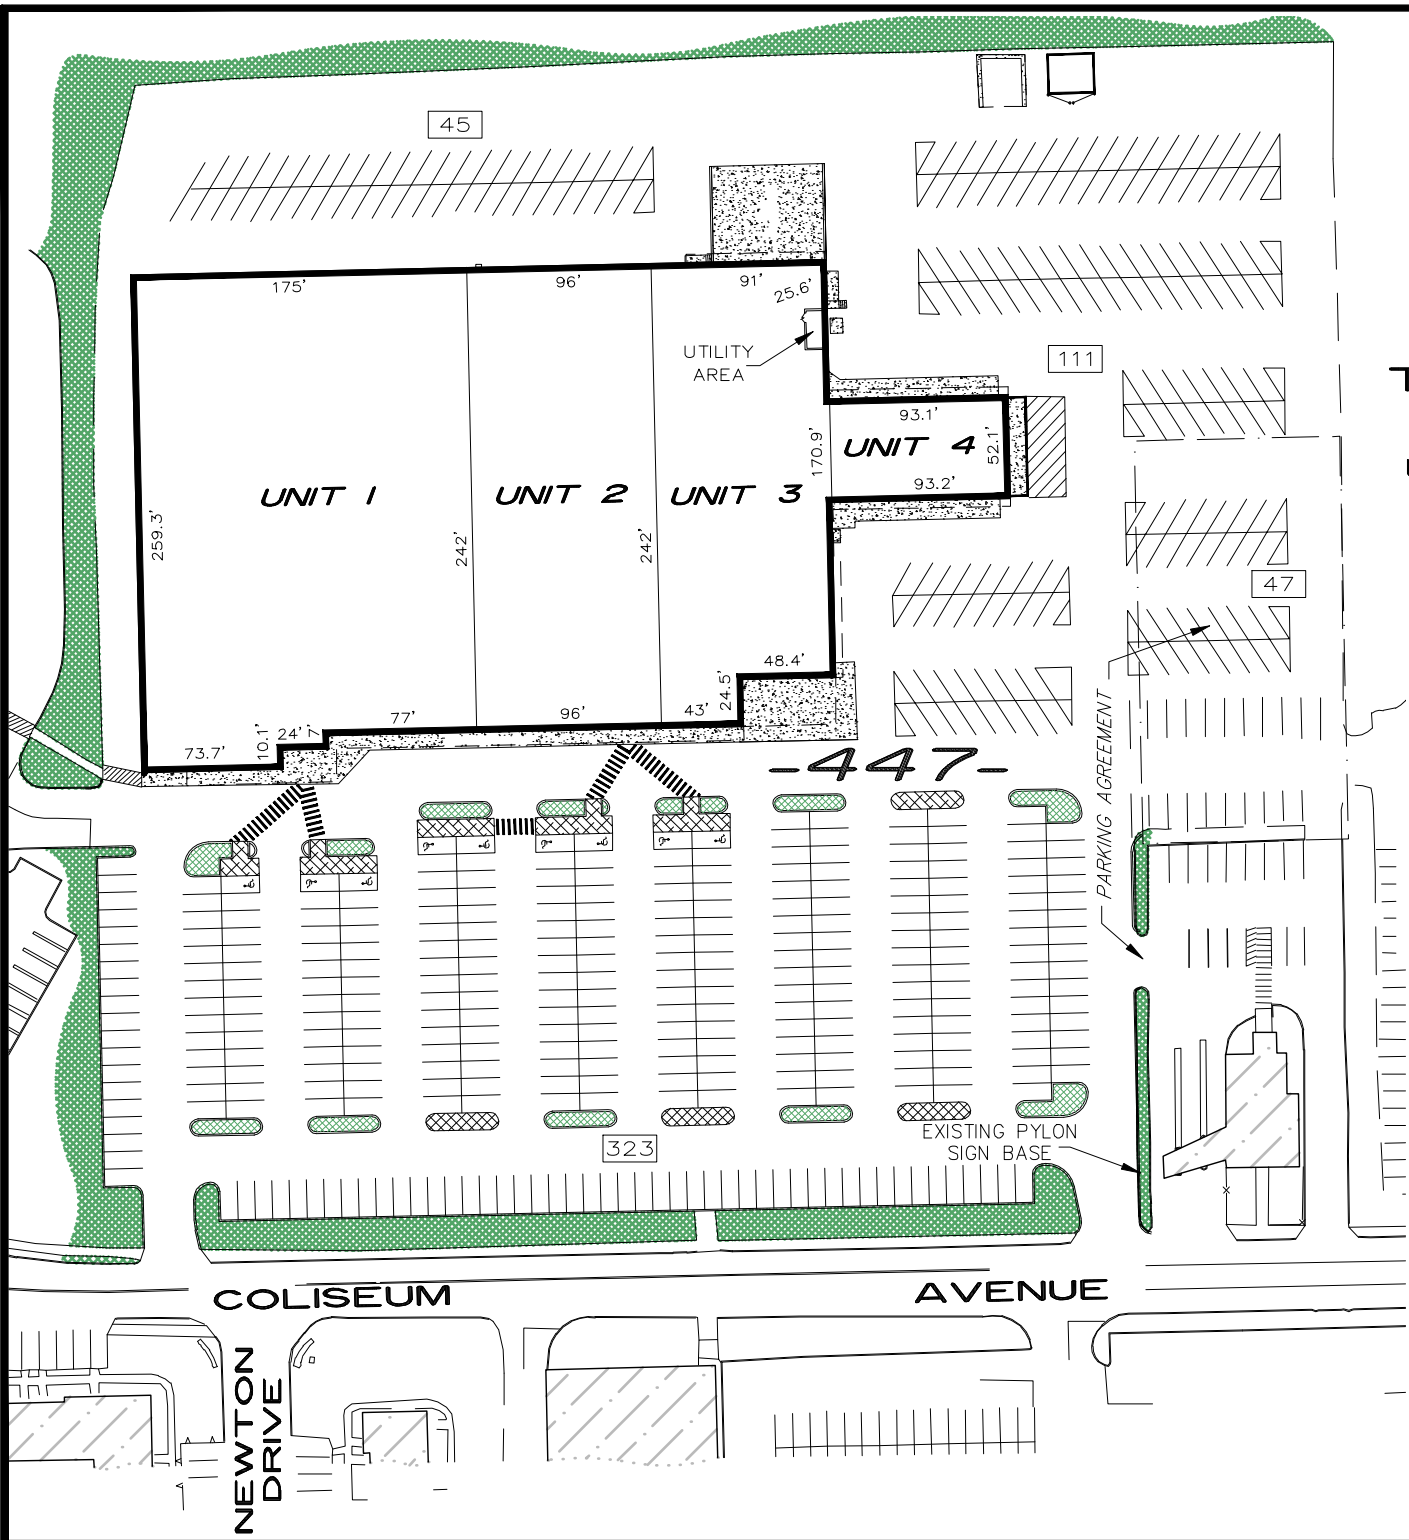 45
175'
96'
91'
25.6'
UTILITY
AREA
111
93.1'
UNIT 4
52.1'
170.9'
93.2'
UNIT 1
UNIT 2
UNIT 3
259.3'
242'
242'
47
48.4'
24.5'
43'
96'
77'
24'
7'
10.1'
73.7'
-447-
PARKING AGREEMENT
323
EXISTING PYLON
SIGN BASE
COLISEUM AVENUE
NEWTON
DRIVE